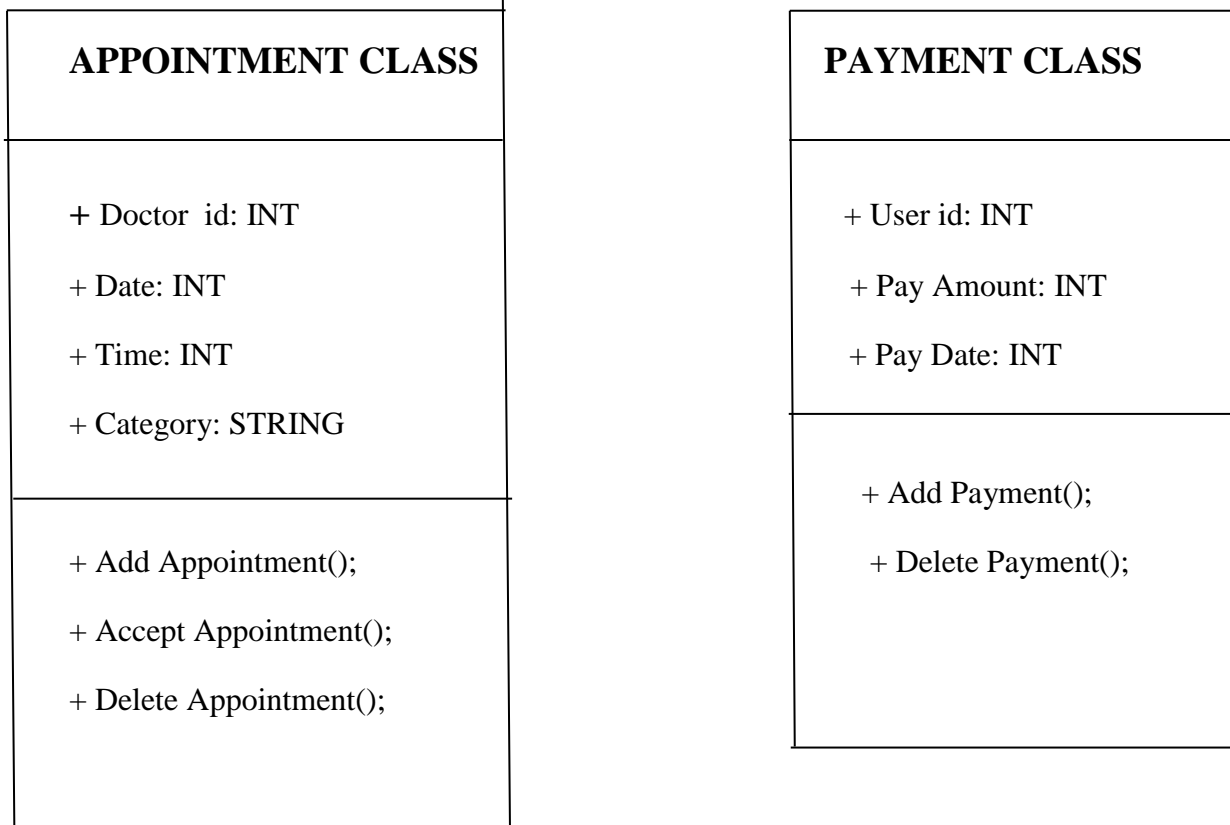 APPOINTMENT CLASS
+ Doctor id: INT
+ Date: INT
+ Time: INT
+ Category: STRING
+ Add Appointment();
+ Accept Appointment();
+ Delete Appointment();
PAYMENT CLASS
+ User id: INT
+ Pay Amount: INT
+ Pay Date: INT
+ Add Payment();
+ Delete Payment();